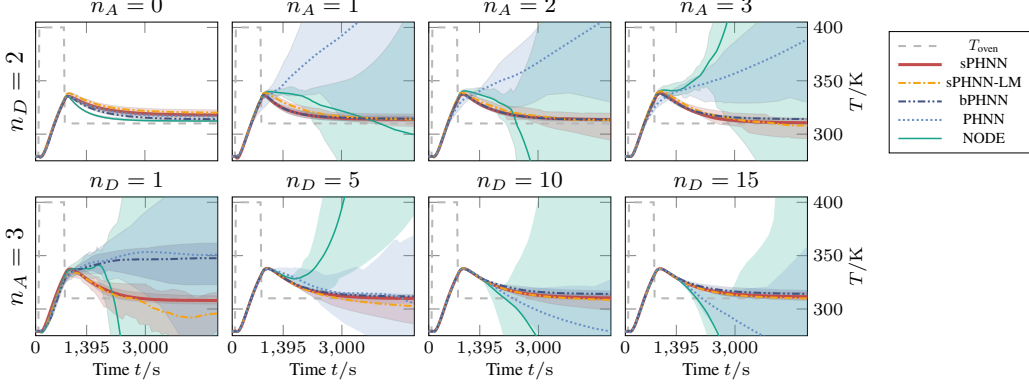 n_A = 0
n_A = 1
n_A = 2
n_A = 3
n_D = 2
400
350
300
T/K
T_oven
sPHNN
sPHNN-LM
bPHNN
PHNN
NODE
n_D = 1
n_D = 5
n_D = 10
n_D = 15
n_A = 3
400
350
300
T/K
0 1,395 3,000
0 1,395 3,000
0 1,395 3,000
0 1,395 3,000
Time t/s
Time t/s
Time t/s
Time t/s